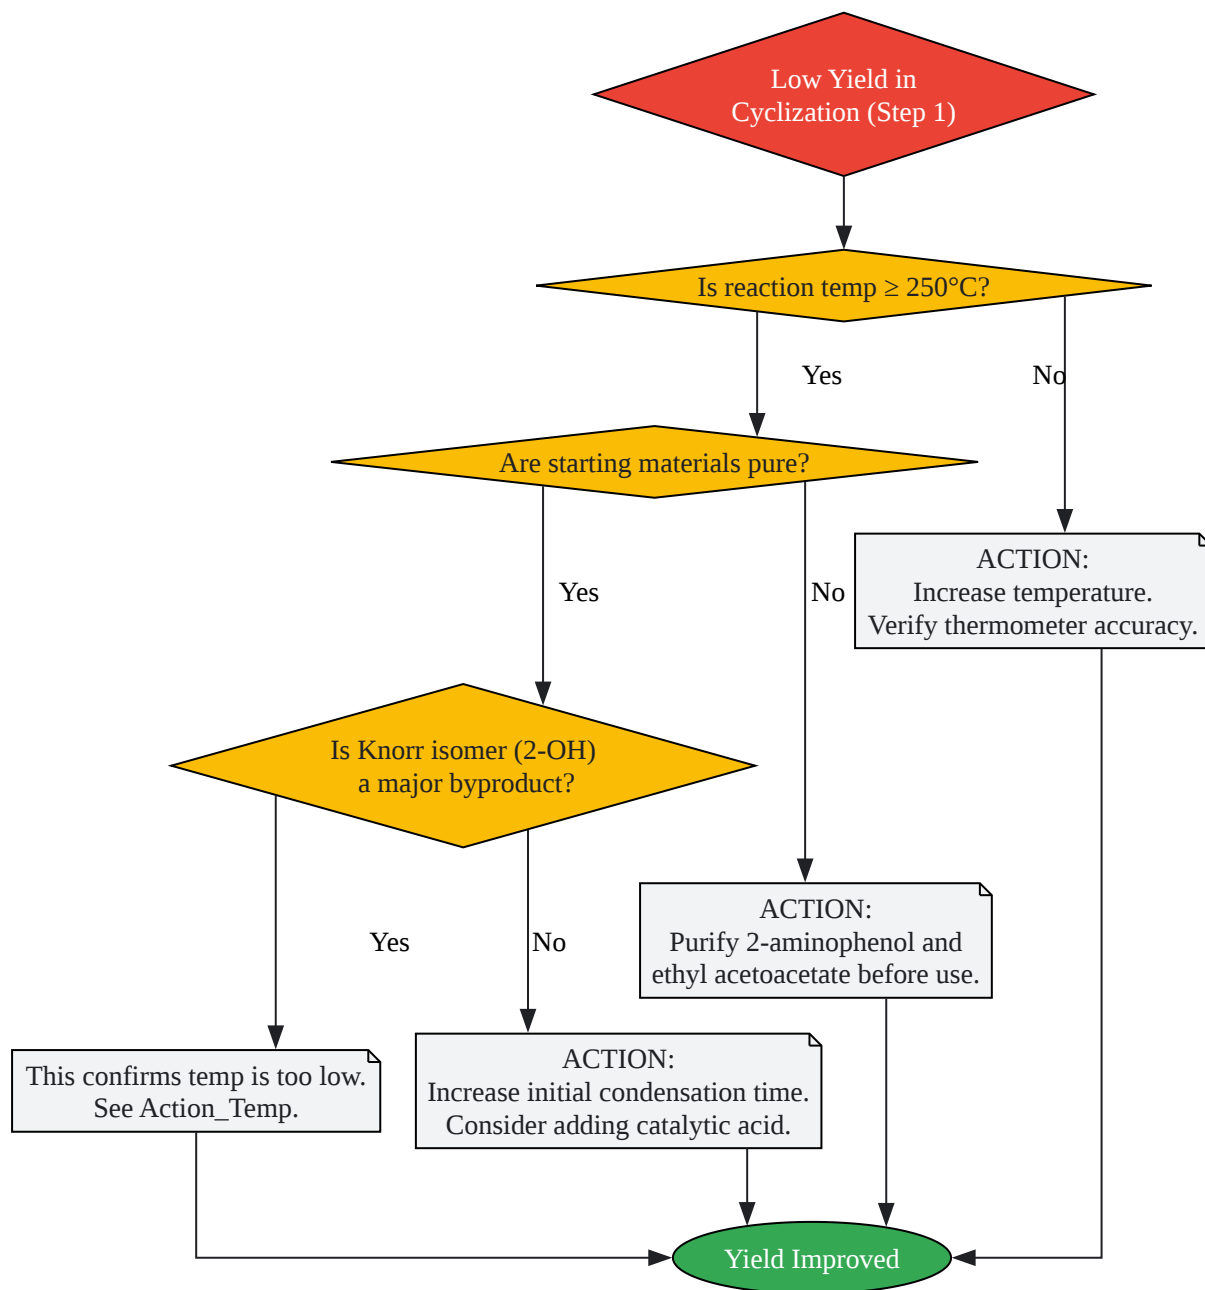 Low Yield in
Cyclization (Step 1)
Is reaction temp ≥ 250°C?
Yes
No
Are starting materials pure?
ACTION:
Increase temperature.
Verify thermometer accuracy.
Yes
No
Is Knorr isomer (2-OH)
a major byproduct?
ACTION:
Purify 2-aminophenol and
ethyl acetoacetate before use.
Yes
No
This confirms temp is too low.
See Action_Temp.
ACTION:
Increase initial condensation time.
Consider adding catalytic acid.
Yield Improved